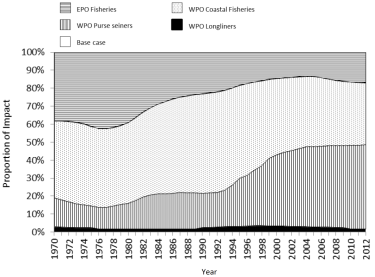 EPO Fisheries
WPO Coastal Fisheries
WPO Purse seiners
WPO Longliners
Base case
Proportion of Impact
100%
90%
80%
70%
60%
50%
40%
30%
20%
10%
0%
1970 1972 1974 1976 1978 1980 1982 1984 1986 1988 1990 1992 1994 1996 1998 2000 2002 2004 2006 2008 2010 2012
Year